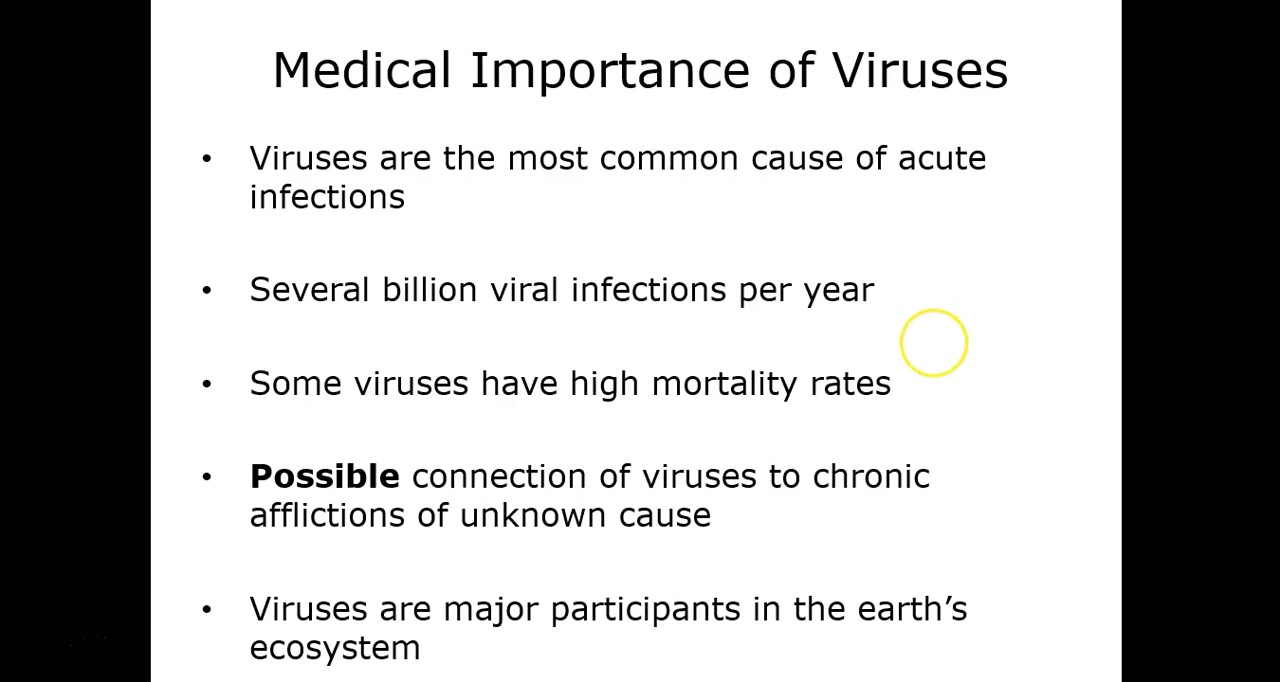 Medical Importance of Viruses
• Viruses are the most common cause of acute
infections
• Several billion viral infections per year
• Some viruses have high mortality rates
• Possible connection of viruses to chronic
afflictions of unknown cause
• Viruses are major participants in the earth’s
ecosystem